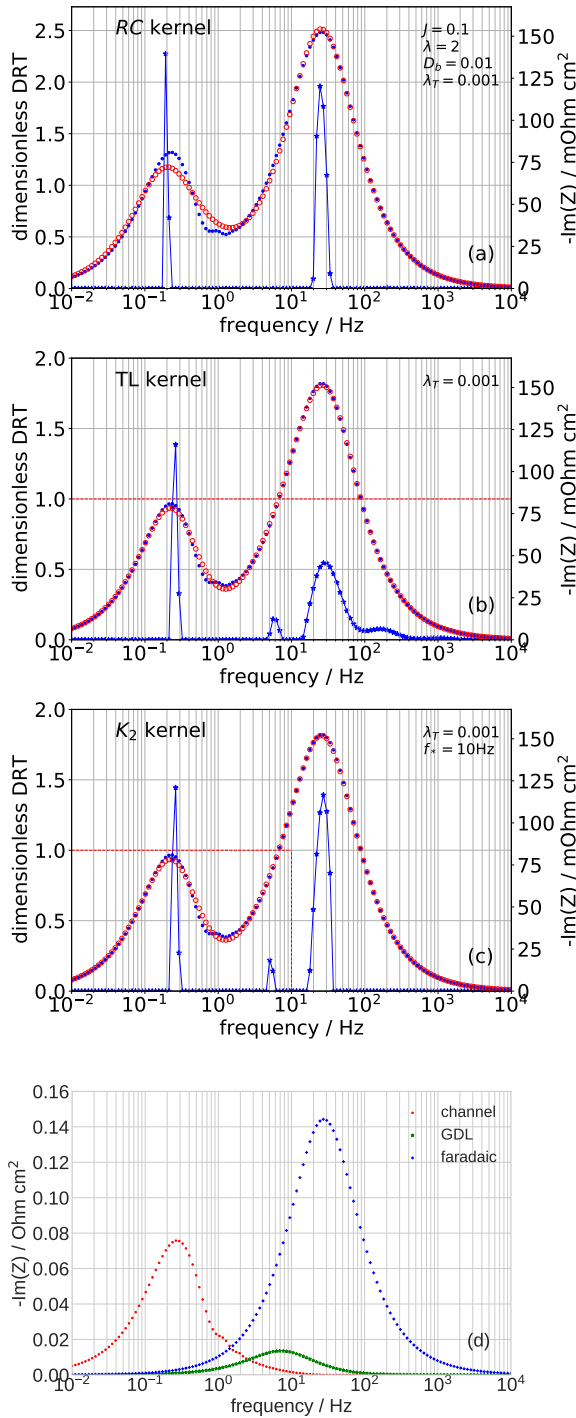 RC kernel
J = 0.1
λ = 2
D_b = 0.01
λ_T = 0.001
dimensionless DRT
-Im(Z) / mOhm cm²
2.5
2.0
1.5
1.0
0.5
0.0
150
125
100
75
50
25
0
(a)
10⁻² 10⁻¹ 10⁰ 10¹ 10² 10³ 10⁴
frequency / Hz
TL kernel
λ_T = 0.001
dimensionless DRT
-Im(Z) / mOhm cm²
2.0
1.5
1.0
0.5
0.0
150
125
100
75
50
25
0
(b)
10⁻² 10⁻¹ 10⁰ 10¹ 10² 10³ 10⁴
frequency / Hz
K₂ kernel
λ_T = 0.001
f_* = 10Hz
dimensionless DRT
-Im(Z) / mOhm cm²
2.0
1.5
1.0
0.5
0.0
150
125
100
75
50
25
0
(c)
10⁻² 10⁻¹ 10⁰ 10¹ 10² 10³ 10⁴
frequency / Hz
channel
GDL
faradaic
-Im(Z) / Ohm cm²
0.16
0.14
0.12
0.10
0.08
0.06
0.04
0.02
0.00
(d)
10⁻² 10⁻¹ 10⁰ 10¹ 10² 10³ 10⁴
frequency / Hz